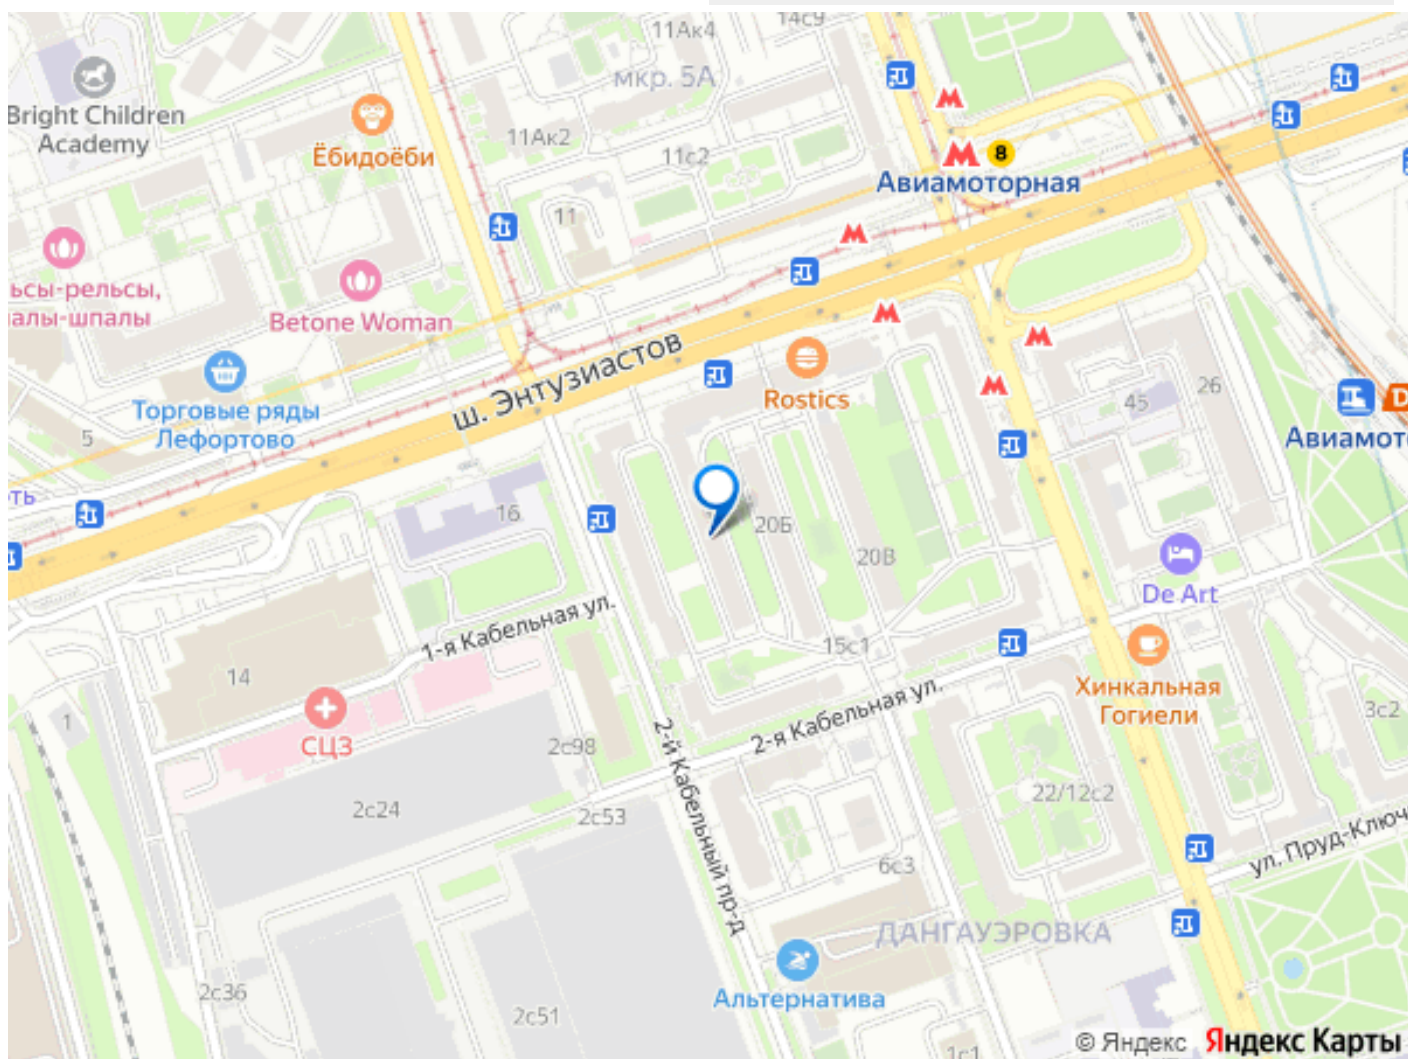 14с9
11Ак4
мкр. 5А
Bright Children
Academy
Ёбидоёби
11Ак2
11с2
8
Авиамоторная
11
ьсы-рельсы,
алы-шпалы
Betone Woman
ш. Энтузиастов
Rostics
26
45
Торговые ряды
Лефортово
5
D
Авиамот
ть
16
20Б
20В
De Art
1-я Кабельная ул.
15с1
14
Хинкальная
Гогиели
2-я Кабельная ул.
3с2
1
СЦЗ
2с98
2-й Кабельный пр-д
22/12с2
2с24
2с53
ул. Пруд-Ключ
6с3
ДАНГАУЭРОВКА
2с36
Альтернатива
2с51
1с1
© Яндекс Яндекс Карты